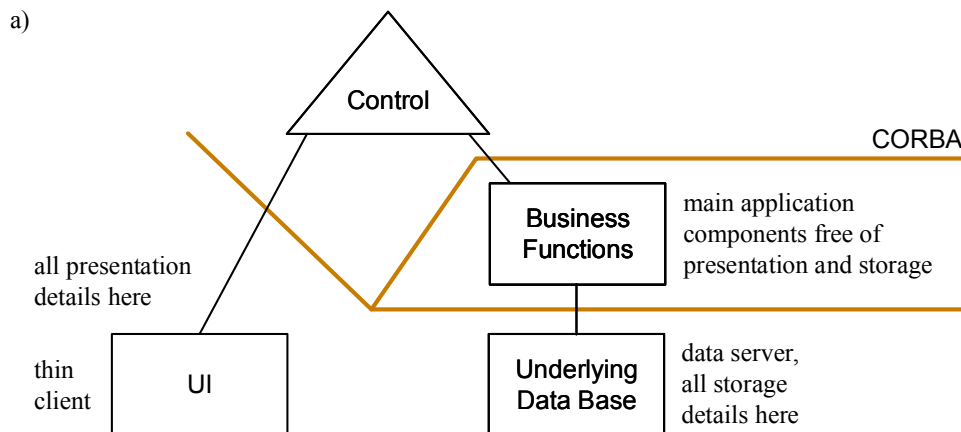 a)
Control
CORBA
Business
Functions
main application
components free of
presentation and storage
all presentation
details here
thin
client
UI
Underlying
Data Base
data server,
all storage
details here